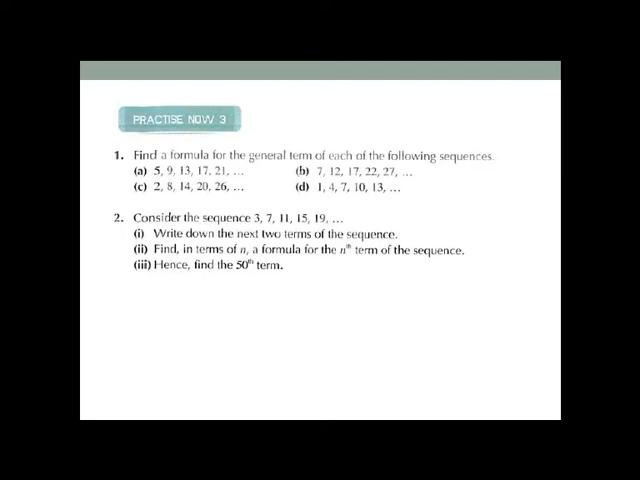 PRACTISE NOW 3
1. Find a formula for the general term of each of the following sequences.
(a) 5, 9, 13, 17, 21, … (b) 7, 12, 17, 22, 27, …
(c) 2, 8, 14, 20, 26, … (d) 1, 4, 7, 10, 13, …
2. Consider the sequence 3, 7, 11, 15, 19, …
(i) Write down the next two terms of the sequence.
(ii) Find, in terms of n, a formula for the nth term of the sequence.
(iii) Hence, find the 50th term.